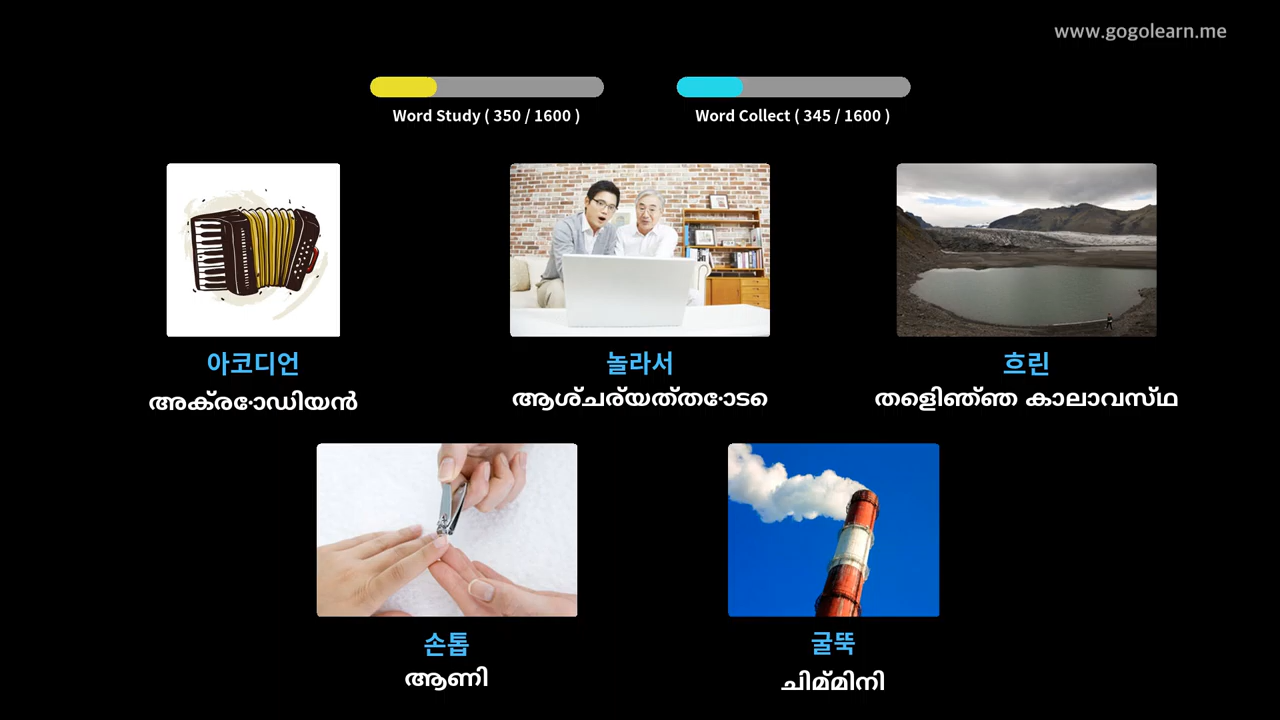 www.gogolearn.me
Word Study ( 350 / 1600 )
Word Collect ( 345 / 1600 )
아코디언
놀라서
흐린
അക്രോഡിയൻ
ആശ്ചര്യത്തോടെ
തെളിഞ്ഞ കാലാവസ്ഥ
손톱
굴뚝
ആണി
ചിമ്മിനി